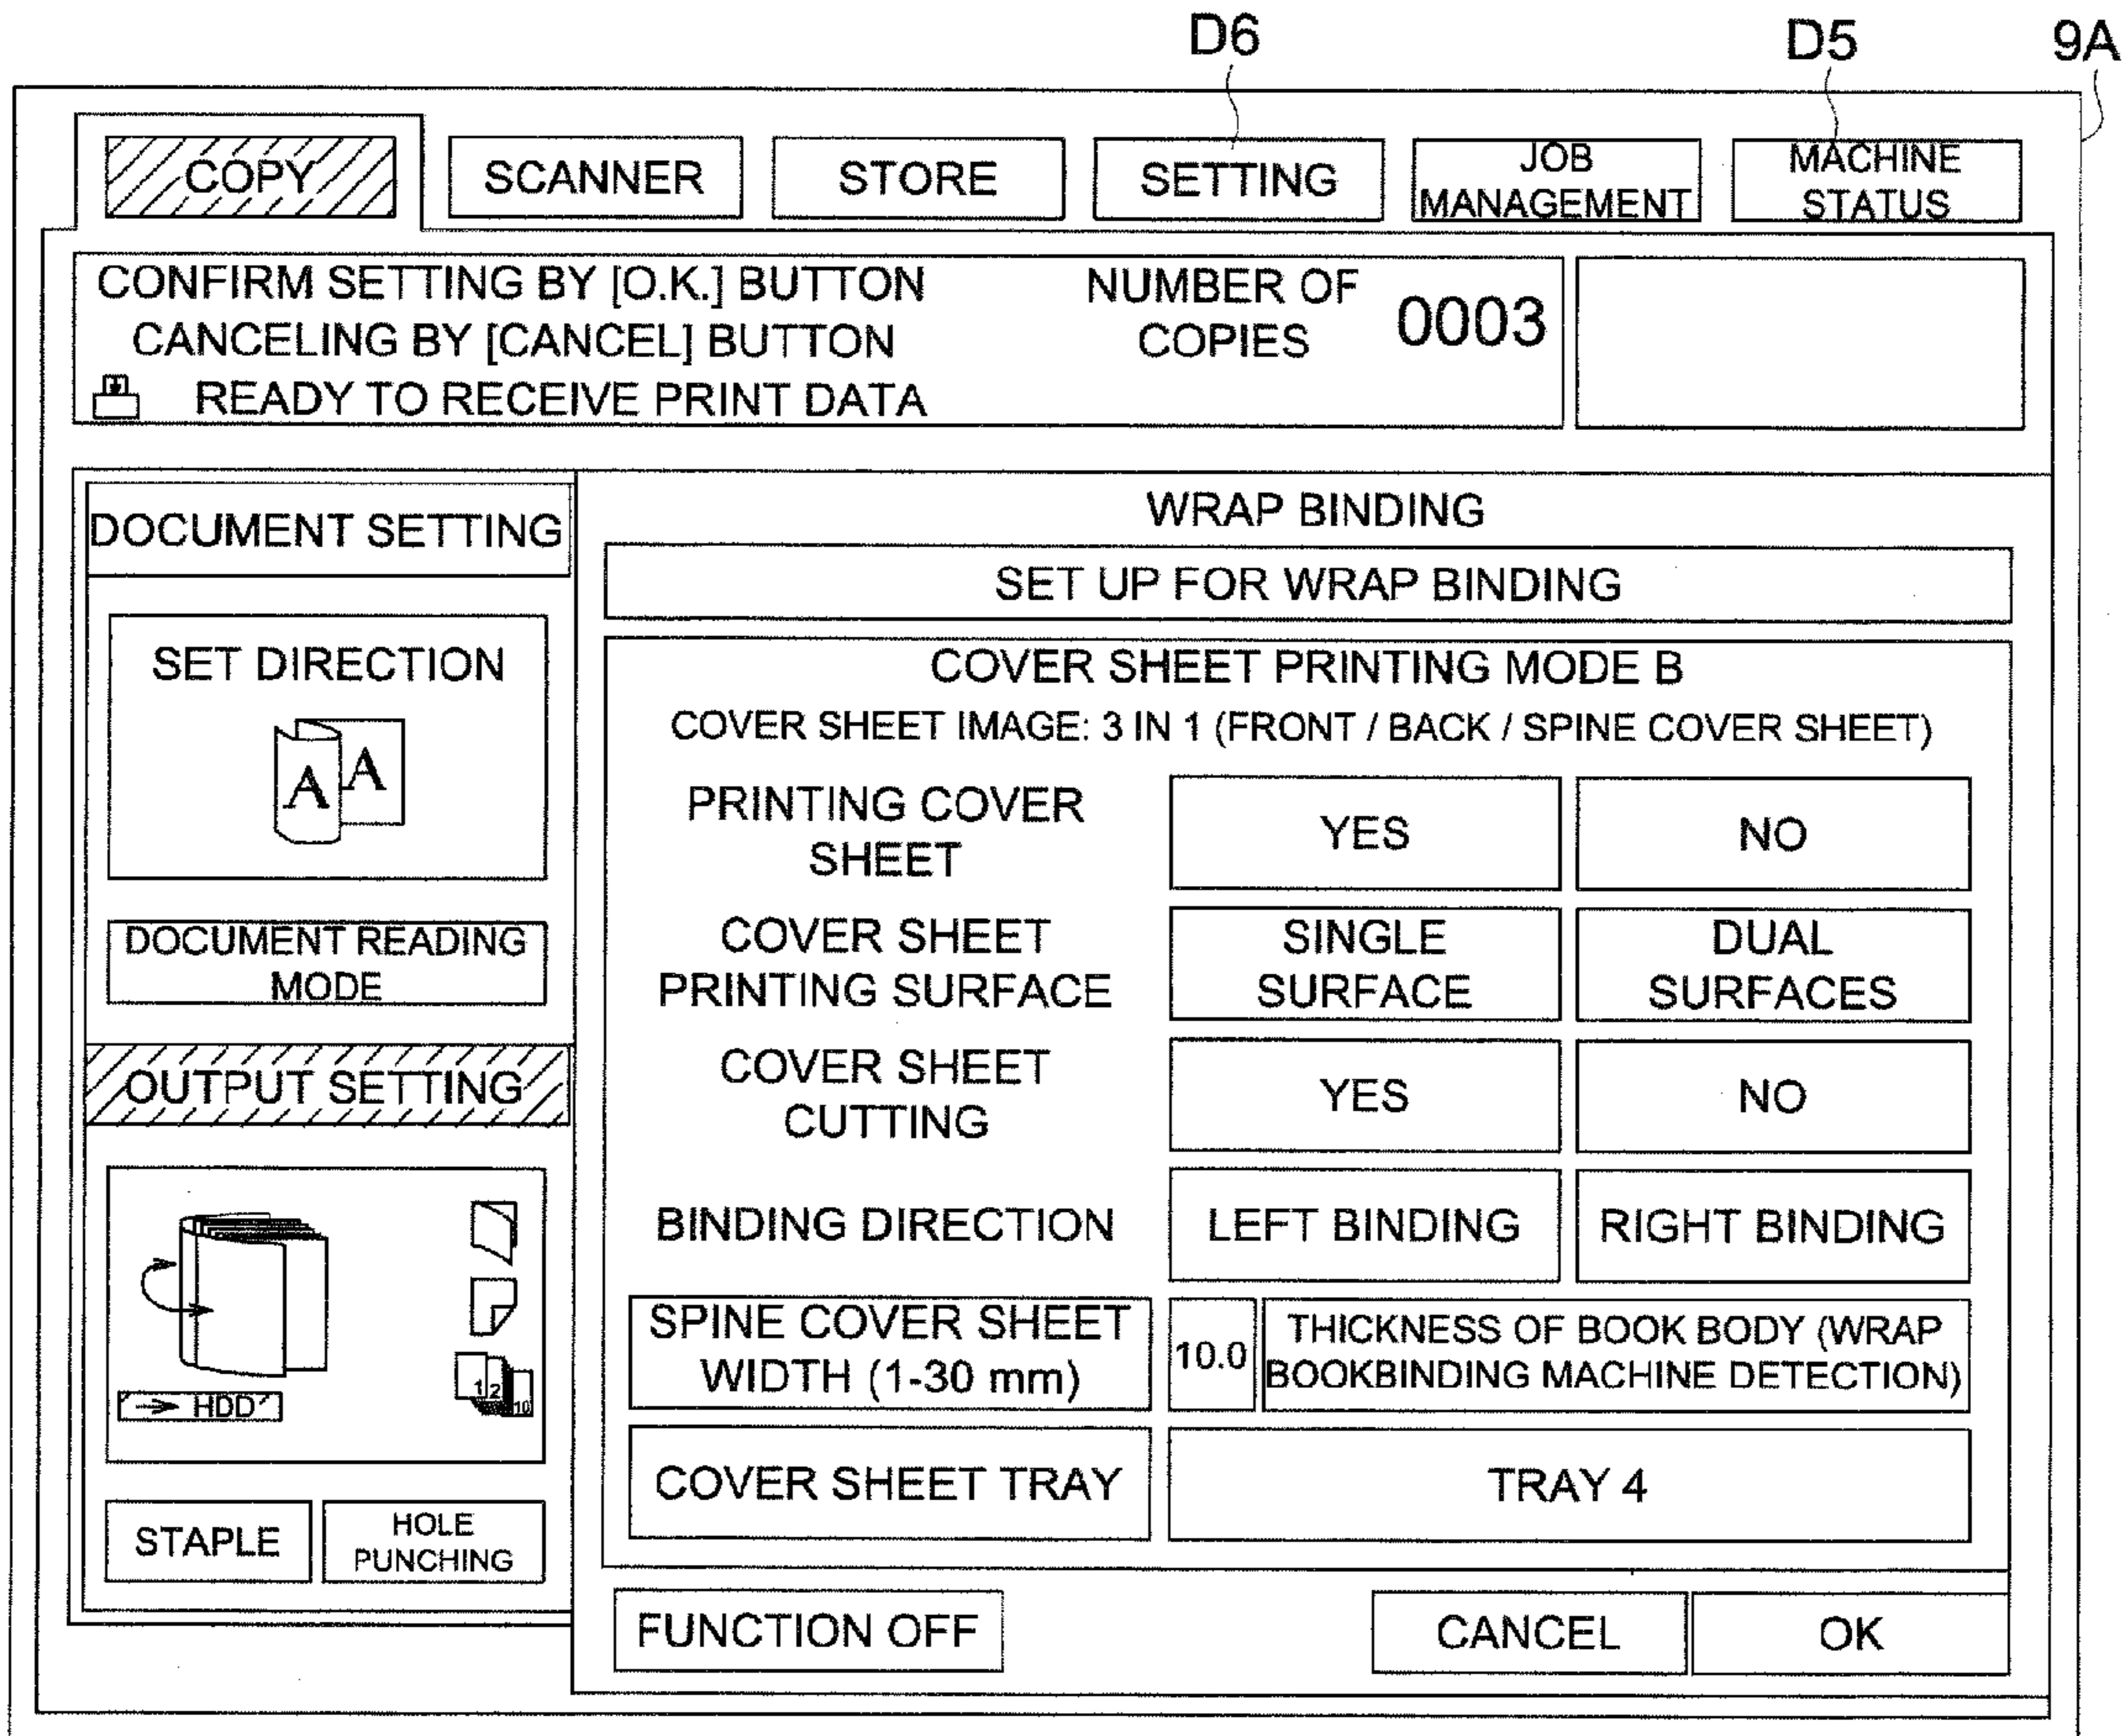 D6
D5
9A
COPY
SCANNER
STORE
SETTING
JOB
MANAGEMENT
MACHINE
STATUS
CONFIRM SETTING BY [O.K.] BUTTON
CANCELING BY [CANCEL] BUTTON
READY TO RECEIVE PRINT DATA
NUMBER OF
COPIES
0003
DOCUMENT SETTING
SET DIRECTION
A A
DOCUMENT READING
MODE
OUTPUT SETTING
1 2 10
→ HDD
STAPLE
HOLE
PUNCHING
WRAP BINDING
SET UP FOR WRAP BINDING
COVER SHEET PRINTING MODE B
COVER SHEET IMAGE: 3 IN 1 (FRONT / BACK / SPINE COVER SHEET)
PRINTING COVER
SHEET
YES
NO
COVER SHEET
PRINTING SURFACE
SINGLE
SURFACE
DUAL
SURFACES
COVER SHEET
CUTTING
YES
NO
BINDING DIRECTION
LEFT BINDING
RIGHT BINDING
SPINE COVER SHEET
WIDTH (1-30 mm)
10.0
THICKNESS OF BOOK BODY (WRAP
BOOKBINDING MACHINE DETECTION)
COVER SHEET TRAY
TRAY 4
FUNCTION OFF
CANCEL
OK